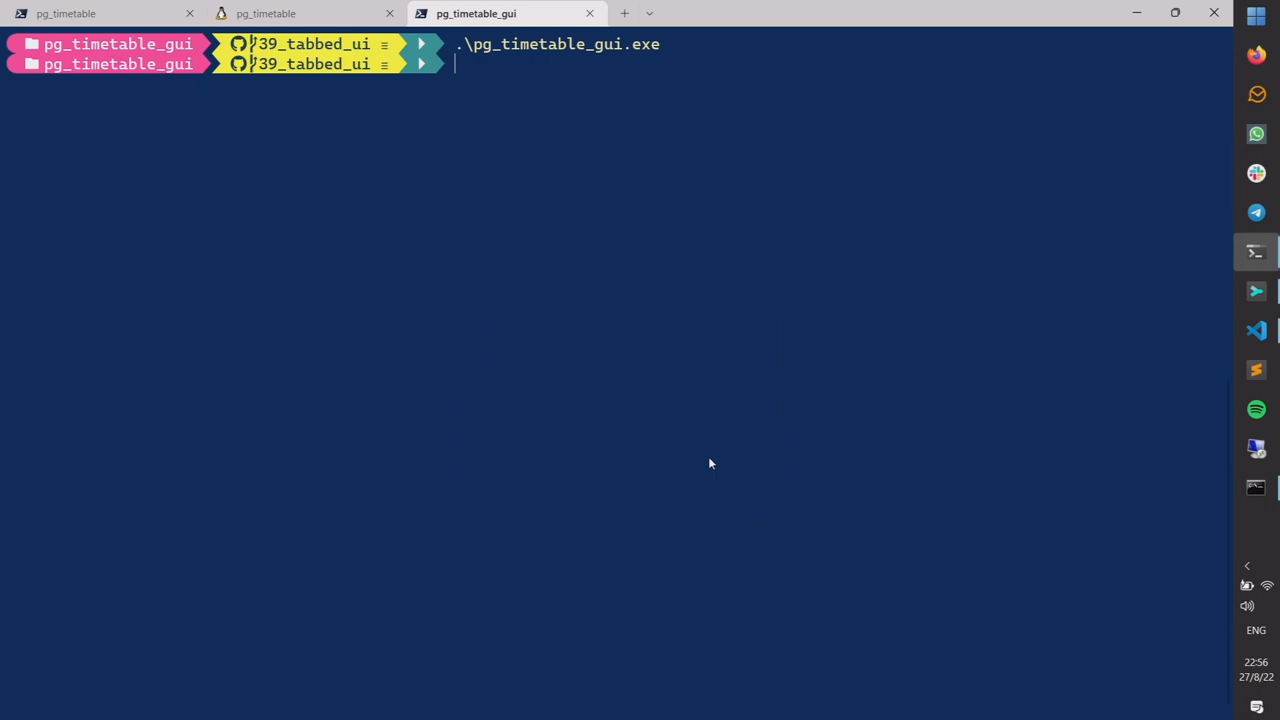 pg_timetable
pg_timetable
pg_timetable_gui
pg_timetable_gui 39_tabbed_ui ≡ .\pg_timetable_gui.exe
pg_timetable_gui 39_tabbed_ui ≡
ENG
22:56
27/8/22